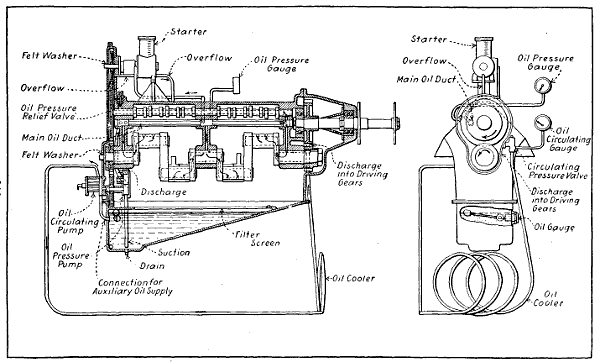 Starter
Felt Washer
Overflow
Oil Pressure
Gauge
Overflow
Oil Pressure
Relief Valve
Main Oil Duct
Felt Washer
Discharge
Discharge
into Driving
Gears
Oil
Circulating
Pump
Filter
Screen
Oil
Pressure
Pump
Suction
Drain
Connection for
Auxiliary Oil Supply
Oil Cooler
Starter
Overflow
Main Oil Duct
Oil Pressure
Gauge
Oil
Circulating
Gauge
Circulating
Pressure Valve
Discharge
into Driving
Gears
Oil Gauge
Oil
Cooler